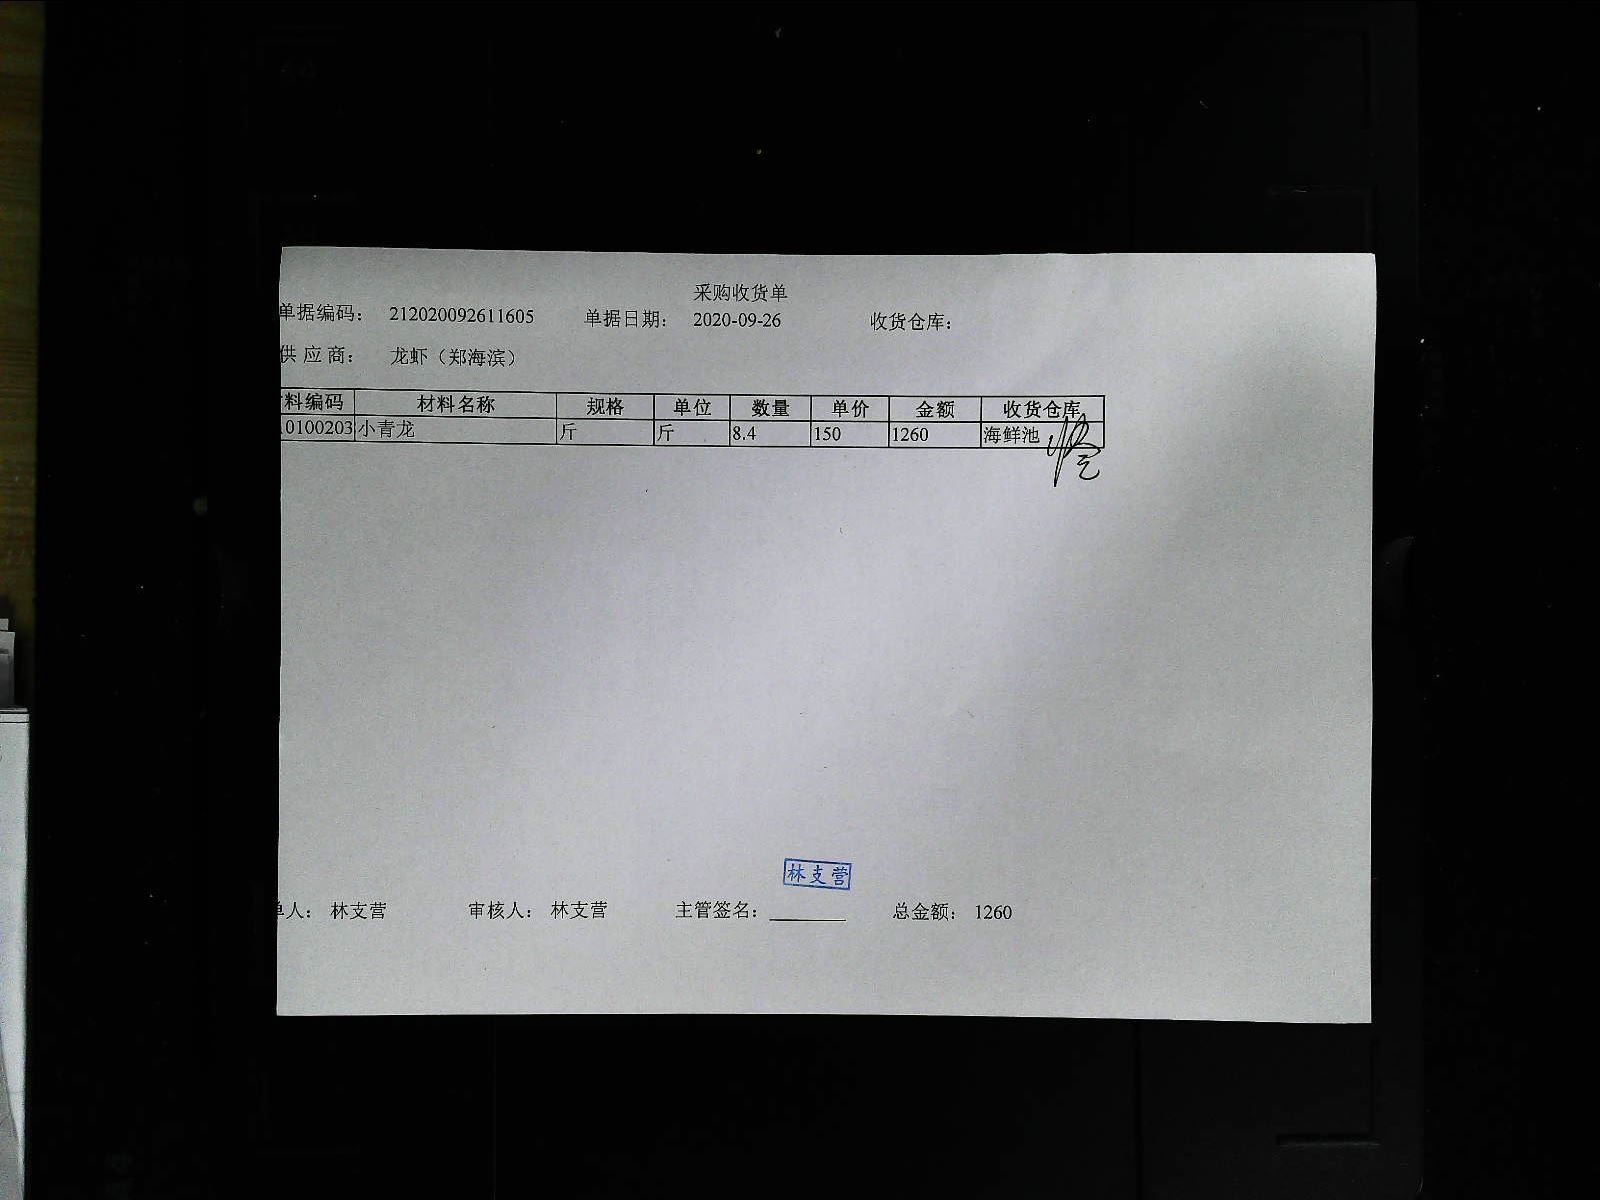 采购收货单
单据编码： 212020092611605 单据日期： 2020-09-26 收货仓库：
供 应 商： 龙虾（郑海滨）
料编码 材料名称 规格 单位 数量 单价 金额 收货仓库
0100203 小青龙 斤 斤 8.4 150 1260 海鲜池
林支营
单人： 林支营 审核人： 林支营 主管签名： 总金额： 1260